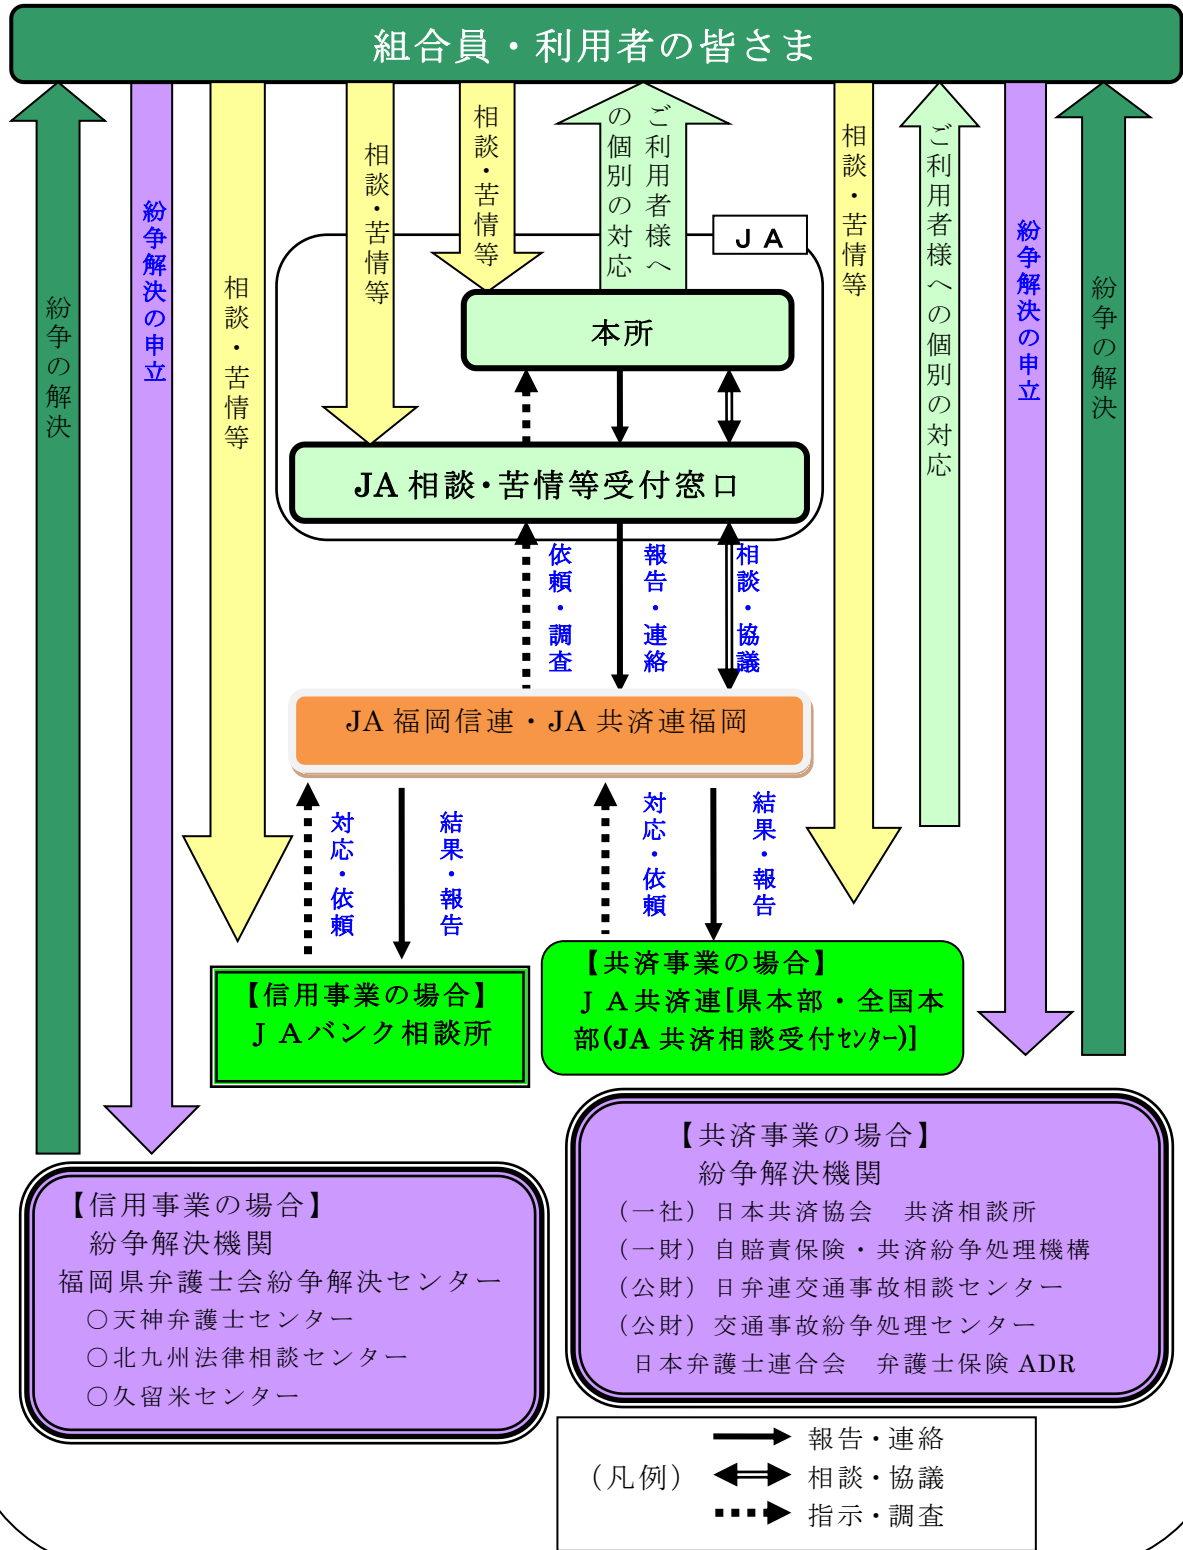 組合員・利用者の皆さま
紛争の解決
紛争解決の申立
相談・苦情等
相談・苦情等
相談・苦情等
ご利用者様へ
の個別の対応
相談・苦情等
ご利用者様への個別の対応
紛争解決の申立
紛争の解決
JA
本所
JA相談・苦情等受付窓口
依頼・調査
報告・連絡
相談・協議
JA福岡信連・JA共済連福岡
対応・依頼
結果・報告
対応・依頼
結果・報告
【信用事業の場合】
JAバンク相談所
【共済事業の場合】
JA共済連[県本部・全国本
部(JA共済相談受付ｾﾝﾀｰ)]
【信用事業の場合】
紛争解決機関
福岡県弁護士会紛争解決センター
○天神弁護士センター
○北九州法律相談センター
○久留米センター
【共済事業の場合】
紛争解決機関
（一社）日本共済協会　共済相談所
（一財）自賠責保険・共済紛争処理機構
（公財）日弁連交通事故相談センター
（公財）交通事故紛争処理センター
日本弁護士連合会　弁護士保険ADR
（凡例）
報告・連絡
相談・協議
指示・調査